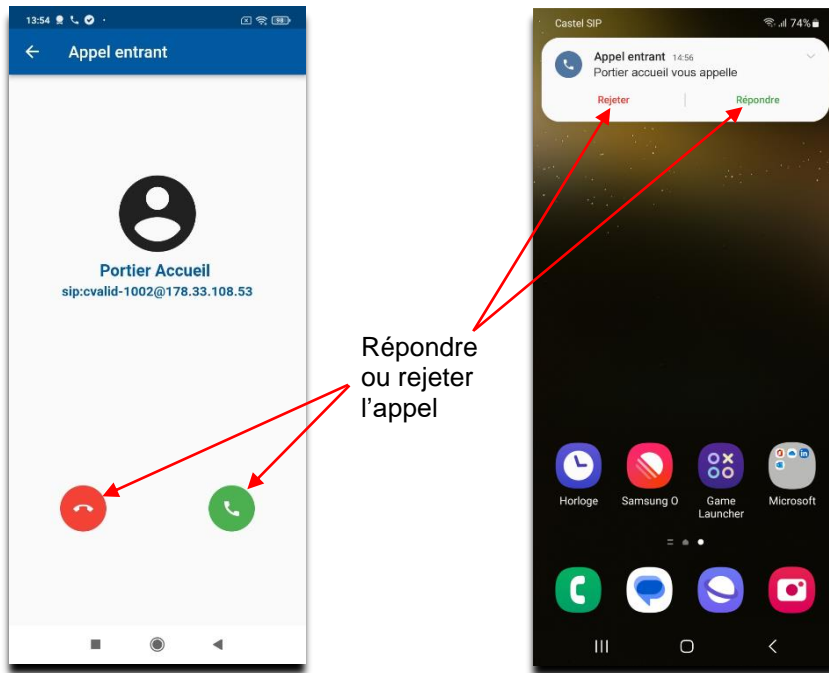 13:54
98
Appel entrant
Portier Accueil
sip:cvalid-1002@178.33.108.53
Répondre
ou rejeter
l’appel
Castel SIP
74%
Appel entrant 14:56
Portier accueil vous appelle
Rejeter
Répondre
Horloge
Samsung O
Game
Launcher
Microsoft